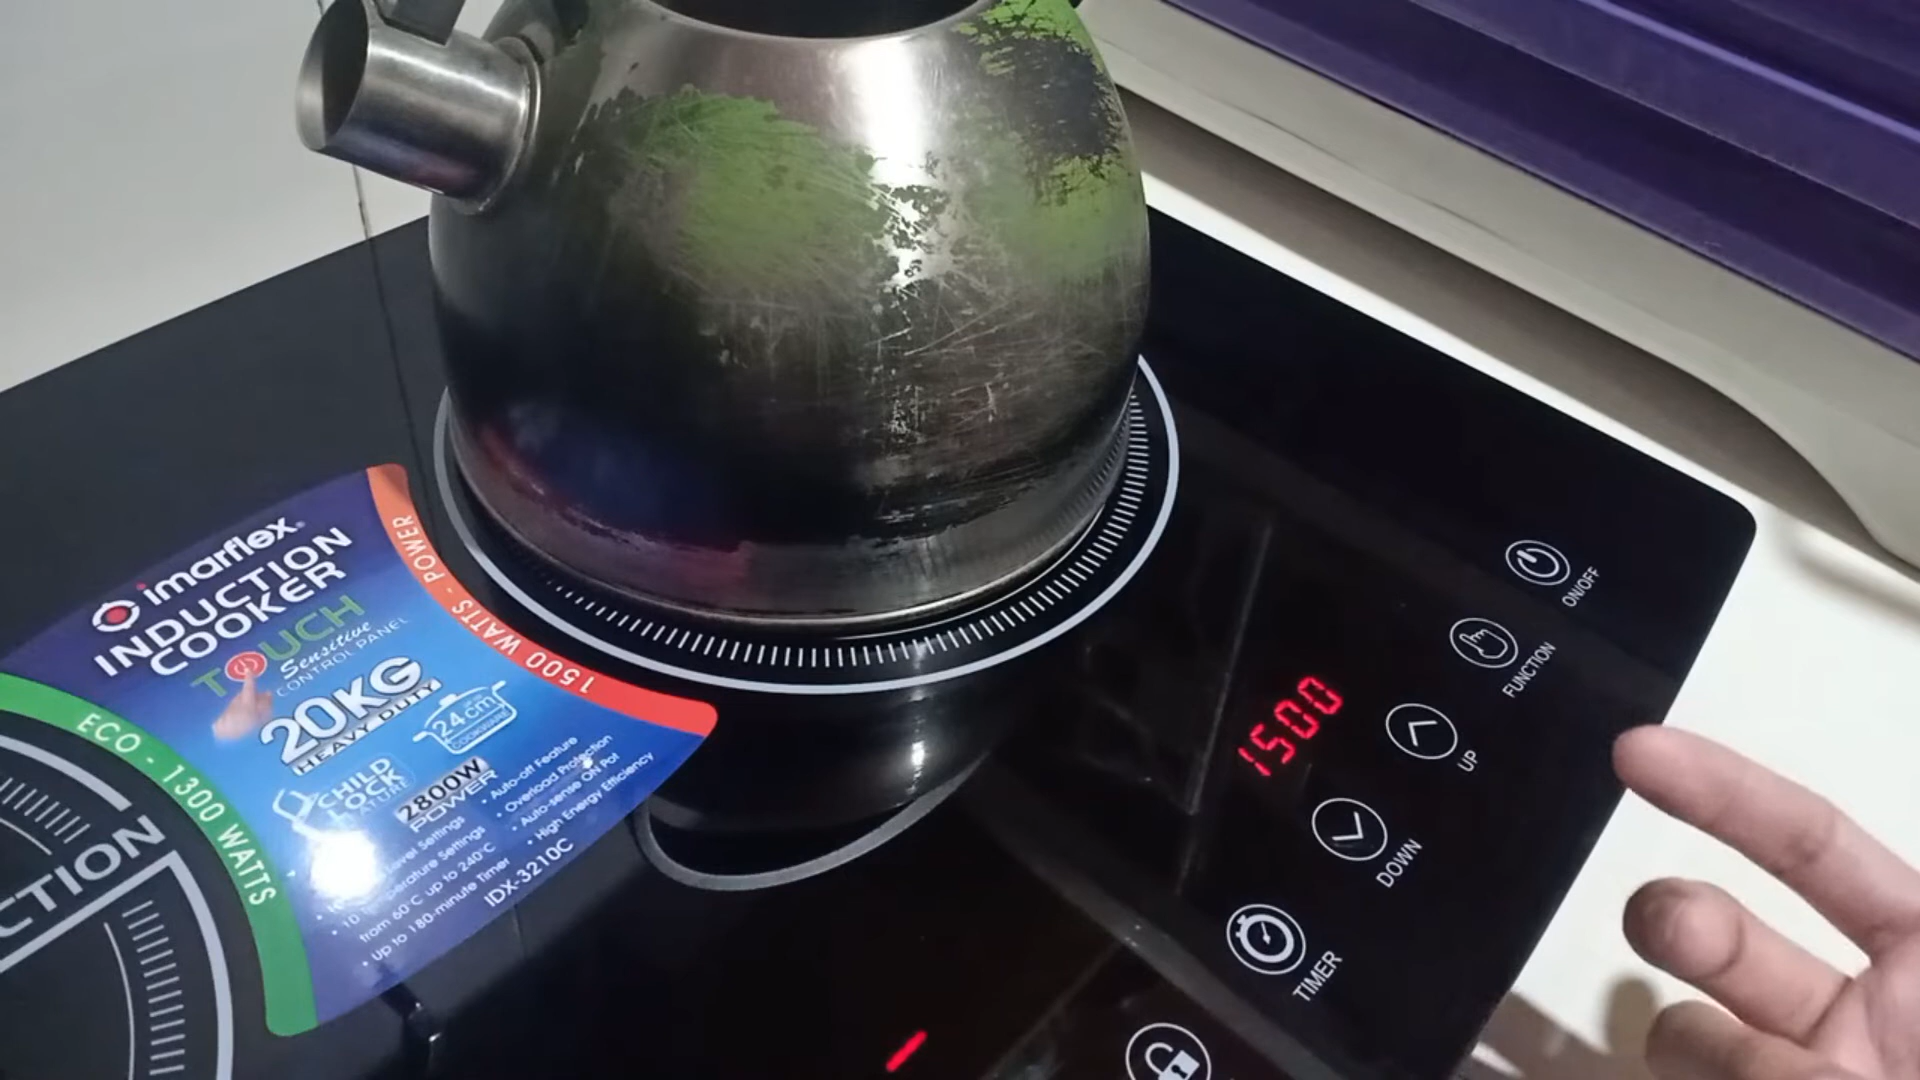 imarflex®
INDUCTION
COOKER
TOUCH
Sensitive
CONTROL PANEL
20KG
HEAVY DUTY
24cm
COOKWARE
CHILD
LOCK
FEATURE
2800W
POWER
• Auto-off Feature
• Overload Protection
• Auto-sense ON Pot
• High Energy Efficiency
Level Settings
Temperature Settings
from 60°C up to 240°C
• Up to 180-minute Timer
IDX-3210C
POWER - 1500 WATTS
ECO - 1300 WATTS
CTION
1500
ON/OFF
FUNCTION
UP
DOWN
TIMER